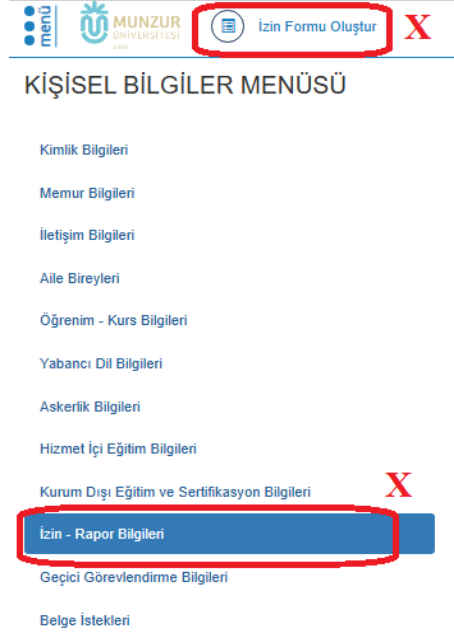 menü
MUNZUR
ÜNİVERSİTESİ
İzin Formu Oluştur
X
KİŞİSEL BİLGİLER MENÜSÜ
Kimlik Bilgileri
Memur Bilgileri
İletişim Bilgileri
Aile Bireyleri
Öğrenim - Kurs Bilgileri
Yabancı Dil Bilgileri
Askerlik Bilgileri
Hizmet İçi Eğitim Bilgileri
Kurum Dışı Eğitim ve Sertifikasyon Bilgileri
X
İzin - Rapor Bilgileri
Geçici Görevlendirme Bilgileri
Belge İstekleri